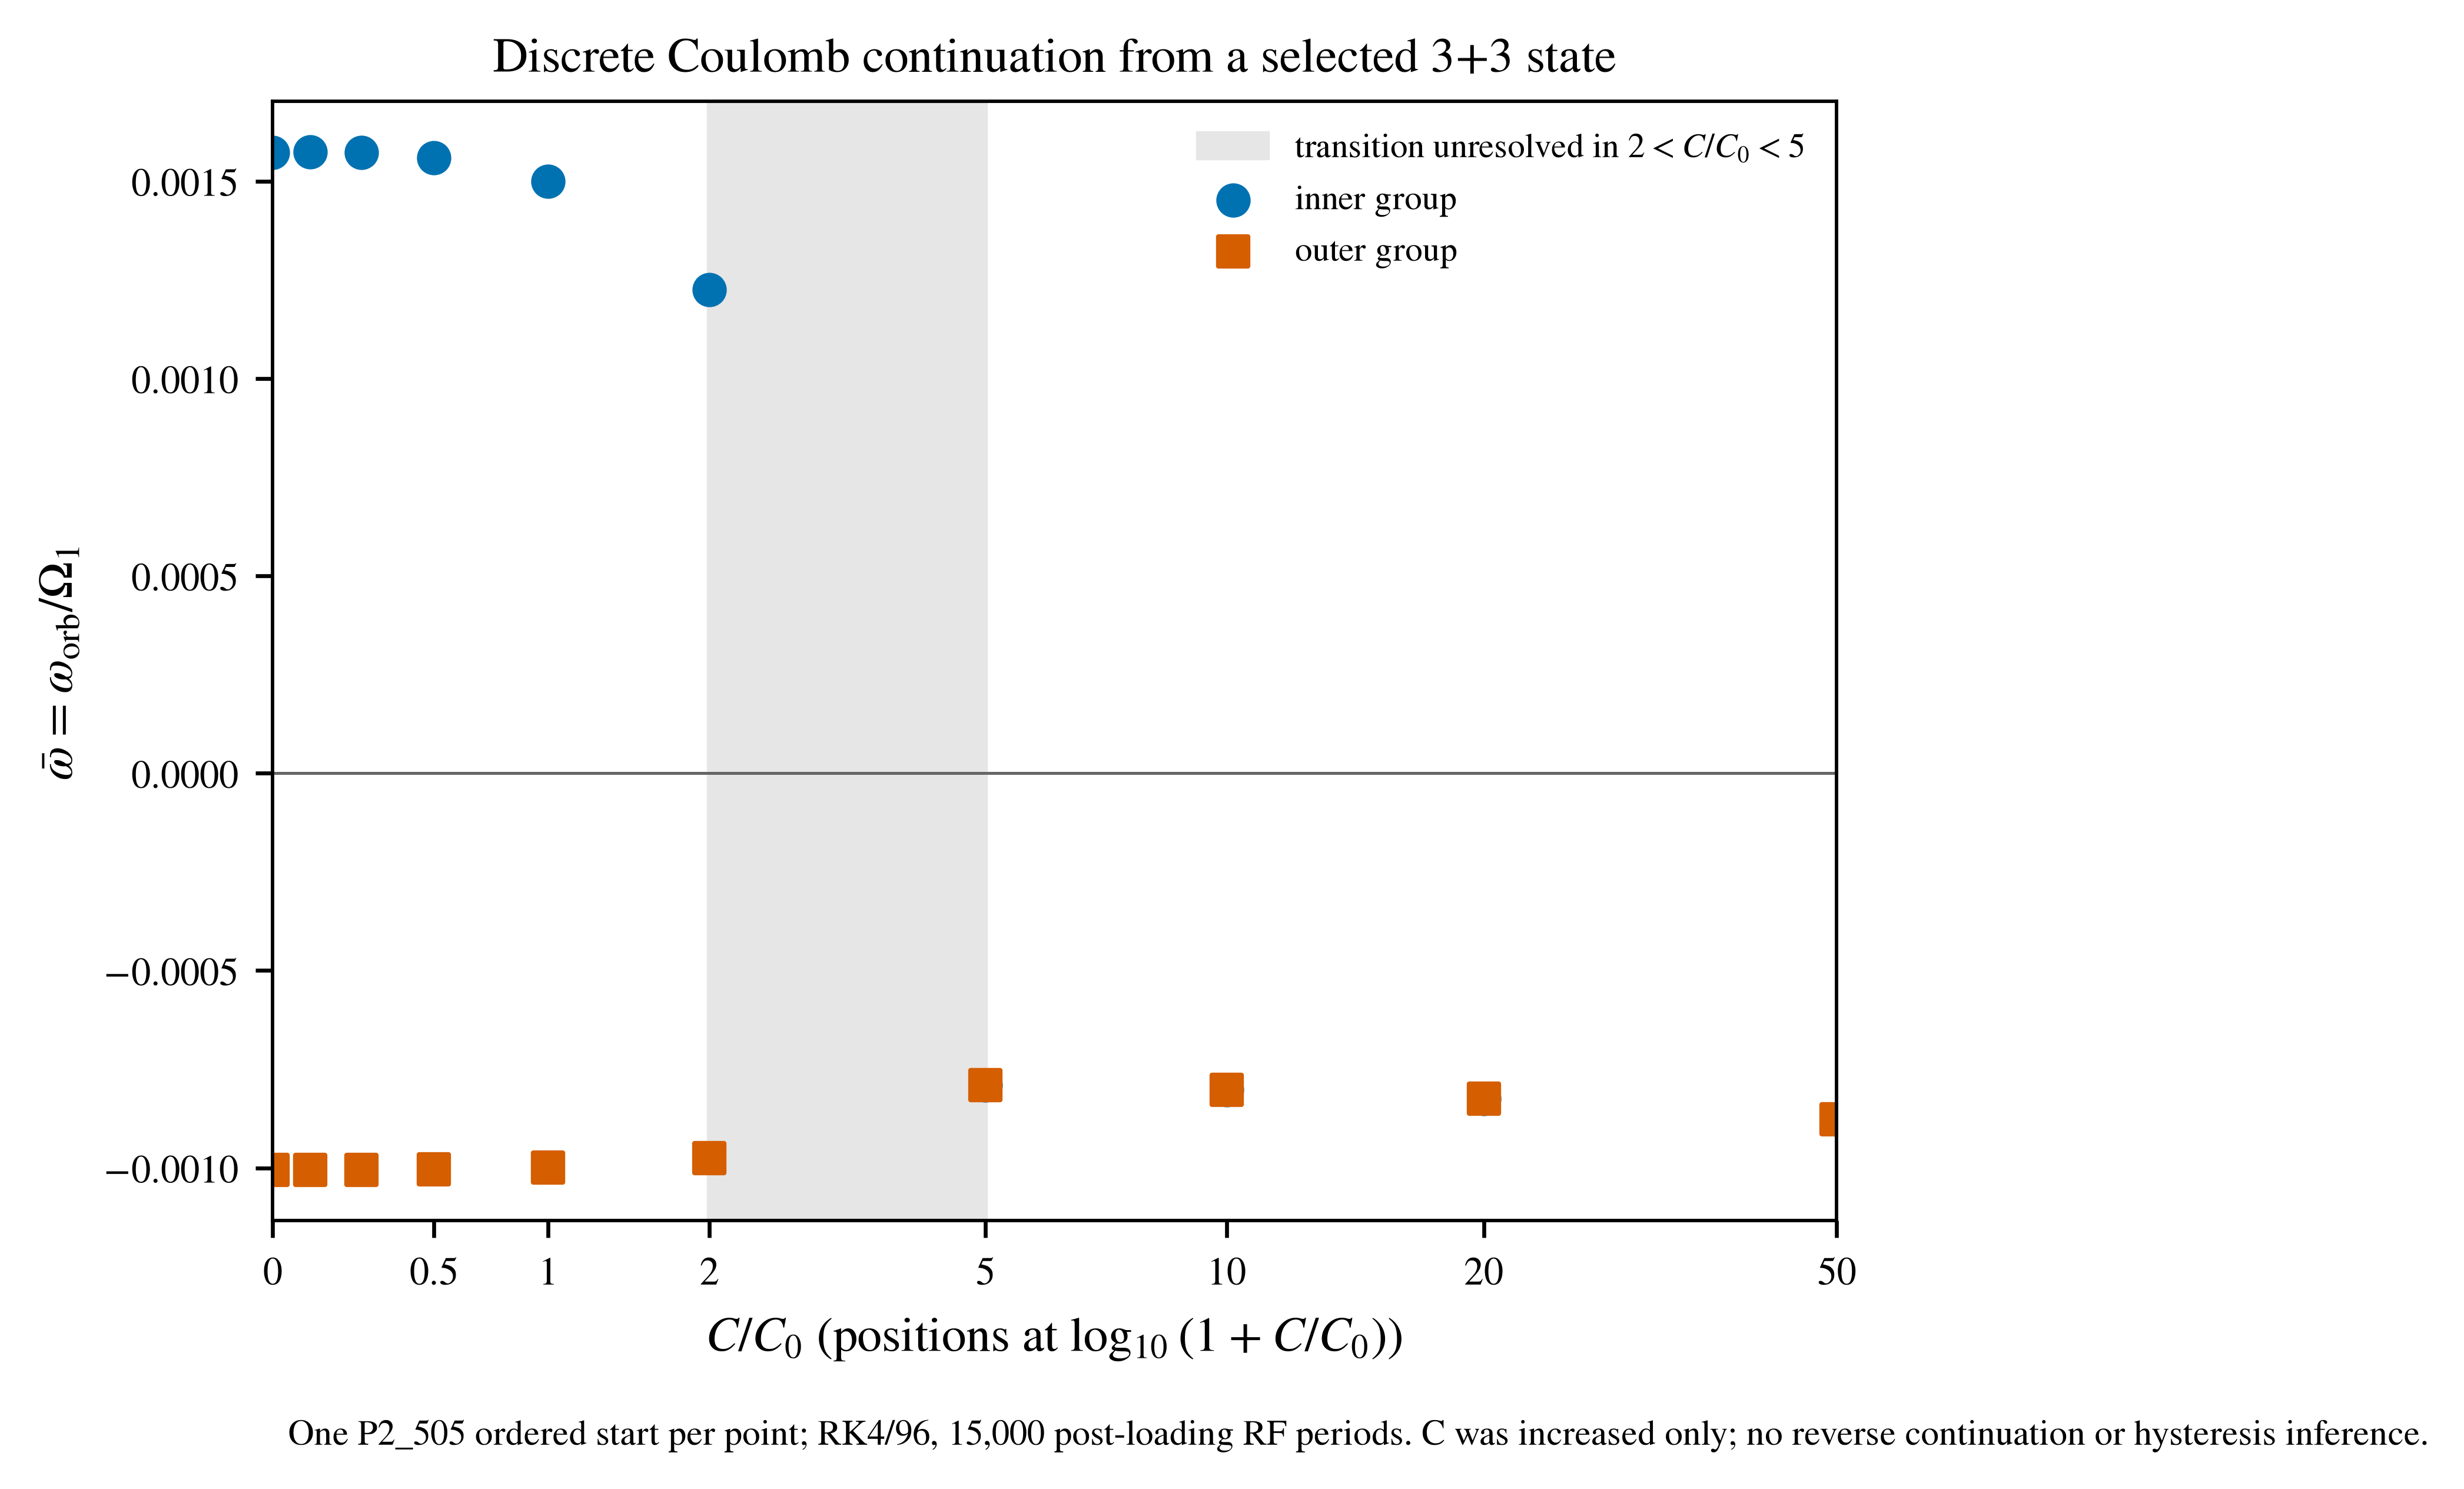 Discrete Coulomb continuation from a selected 3+3 state
transition unresolved in 2 < C/C₀ < 5
inner group
outer group
0.0015
0.0010
0.0005
0.0000
−0.0005
−0.0010
ω̄ = ω_orb/Ω₁
0 0.5 1 2 5 10 20 50
C/C₀ (positions at log₁₀ (1 + C/C₀))
One P2_505 ordered start per point; RK4/96, 15,000 post-loading RF periods. C was increased only; no reverse continuation or hysteresis inference.